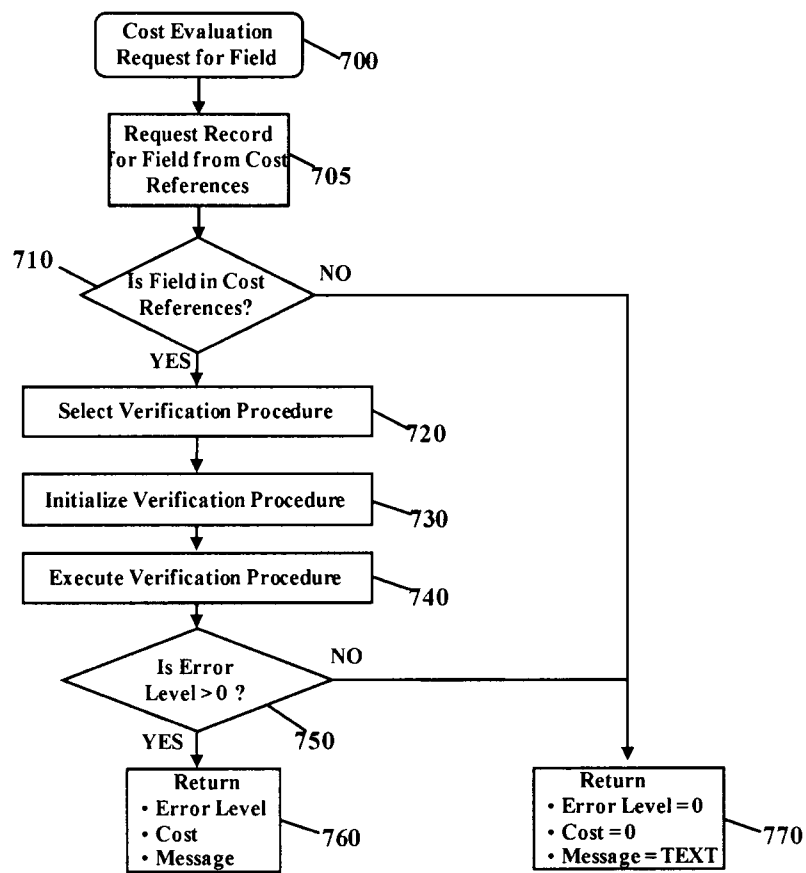 Cost Evaluation
Request for Field
700
Request Record
for Field from Cost
References
705
710
Is Field in Cost
References?
NO
YES
Select Verification Procedure
720
Initialize Verification Procedure
730
Execute Verification Procedure
740
Is Error
Level > 0 ?
NO
750
YES
Return
• Error Level
• Cost
• Message
760
Return
• Error Level = 0
• Cost = 0
• Message = TEXT
770